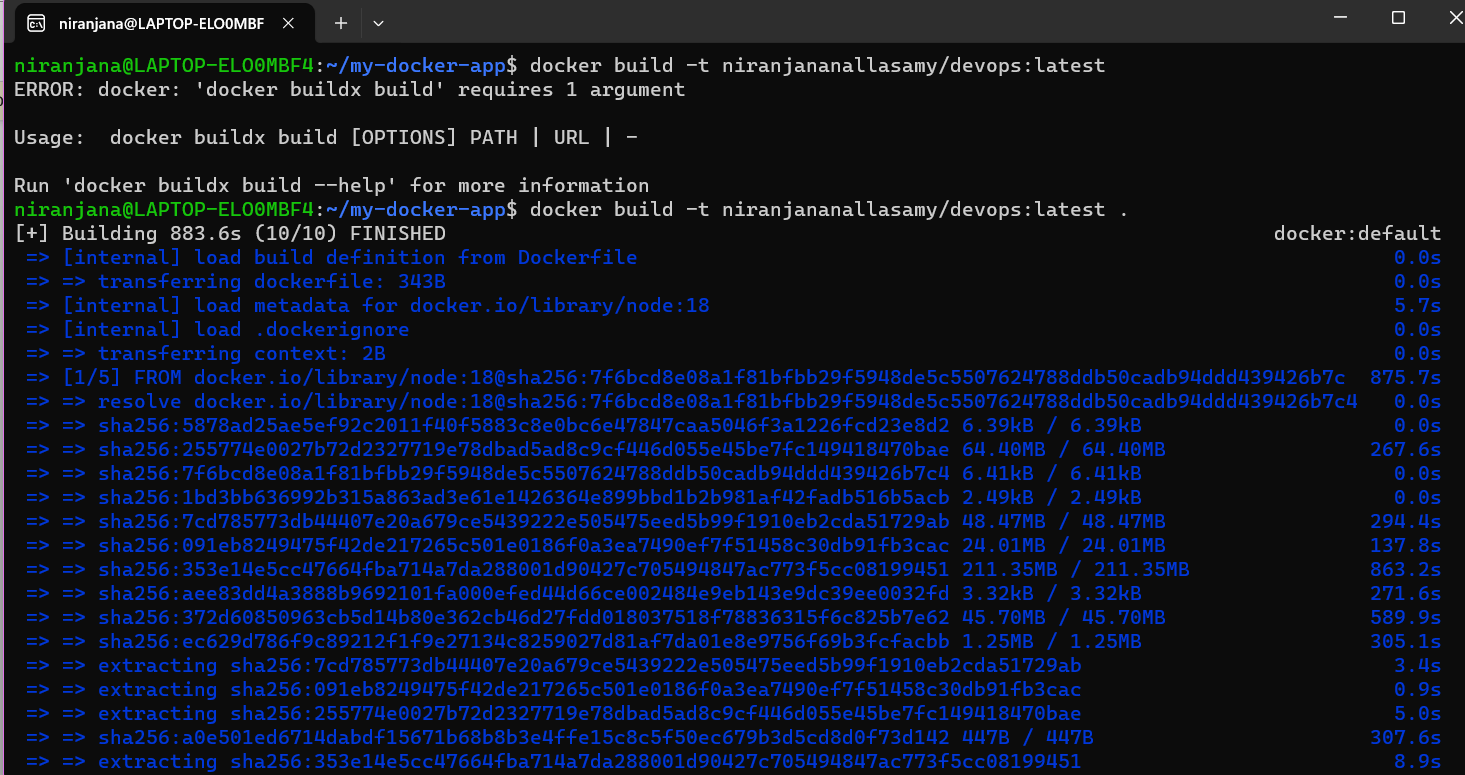 niranjana@LAPTOP-ELO0MBF
niranjana@LAPTOP-ELO0MBF4:~/my-docker-app$ docker build -t niranjananallasamy/devops:latest
ERROR: docker: 'docker buildx build' requires 1 argument
Usage:  docker buildx build [OPTIONS] PATH | URL | -
Run 'docker buildx build --help' for more information
niranjana@LAPTOP-ELO0MBF4:~/my-docker-app$ docker build -t niranjananallasamy/devops:latest .
[+] Building 883.6s (10/10) FINISHED docker:default
=> [internal] load build definition from Dockerfile 0.0s
=> => transferring dockerfile: 343B 0.0s
=> [internal] load metadata for docker.io/library/node:18 5.7s
=> [internal] load .dockerignore 0.0s
=> => transferring context: 2B 0.0s
=> [1/5] FROM docker.io/library/node:18@sha256:7f6bcd8e08a1f81bfbb29f5948de5c5507624788ddb50cadb94ddd439426b7c 875.7s
=> => resolve docker.io/library/node:18@sha256:7f6bcd8e08a1f81bfbb29f5948de5c5507624788ddb50cadb94ddd439426b7c4 0.0s
=> => sha256:5878ad25ae5ef92c2011f40f5883c8e0bc6e47847caa5046f3a1226fcd23e8d2 6.39kB / 6.39kB 0.0s
=> => sha256:255774e0027b72d2327719e78dbad5ad8c9cf446d055e45be7fc149418470bae 64.40MB / 64.40MB 267.6s
=> => sha256:7f6bcd8e08a1f81bfbb29f5948de5c5507624788ddb50cadb94ddd439426b7c4 6.41kB / 6.41kB 0.0s
=> => sha256:1bd3bb636992b315a863ad3e61e1426364e899bbd1b2b981af42fadb516b5acb 2.49kB / 2.49kB 0.0s
=> => sha256:7cd785773db44407e20a679ce5439222e505475eed5b99f1910eb2cda51729ab 48.47MB / 48.47MB 294.4s
=> => sha256:091eb8249475f42de217265c501e0186f0a3ea7490ef7f51458c30db91fb3cac 24.01MB / 24.01MB 137.8s
=> => sha256:353e14e5cc47664fba714a7da288001d90427c705494847ac773f5cc08199451 211.35MB / 211.35MB 863.2s
=> => sha256:aee83dd4a3888b9692101fa000efed44d66ce002484e9eb143e9dc39ee0032fd 3.32kB / 3.32kB 271.6s
=> => sha256:372d60850963cb5d14b80e362cb46d27fdd018037518f78836315f6c825b7e62 45.70MB / 45.70MB 589.9s
=> => sha256:ec629d786f9c89212f1f9e27134c8259027d81af7da01e8e9756f69b3fcfacbb 1.25MB / 1.25MB 305.1s
=> => extracting sha256:7cd785773db44407e20a679ce5439222e505475eed5b99f1910eb2cda51729ab 3.4s
=> => extracting sha256:091eb8249475f42de217265c501e0186f0a3ea7490ef7f51458c30db91fb3cac 0.9s
=> => extracting sha256:255774e0027b72d2327719e78dbad5ad8c9cf446d055e45be7fc149418470bae 5.0s
=> => sha256:a0e501ed6714dabdf15671b68b8b3e4ffe15c8c5f50ec679b3d5cd8d0f73d142 447B / 447B 307.6s
=> => extracting sha256:353e14e5cc47664fba714a7da288001d90427c705494847ac773f5cc08199451 8.9s